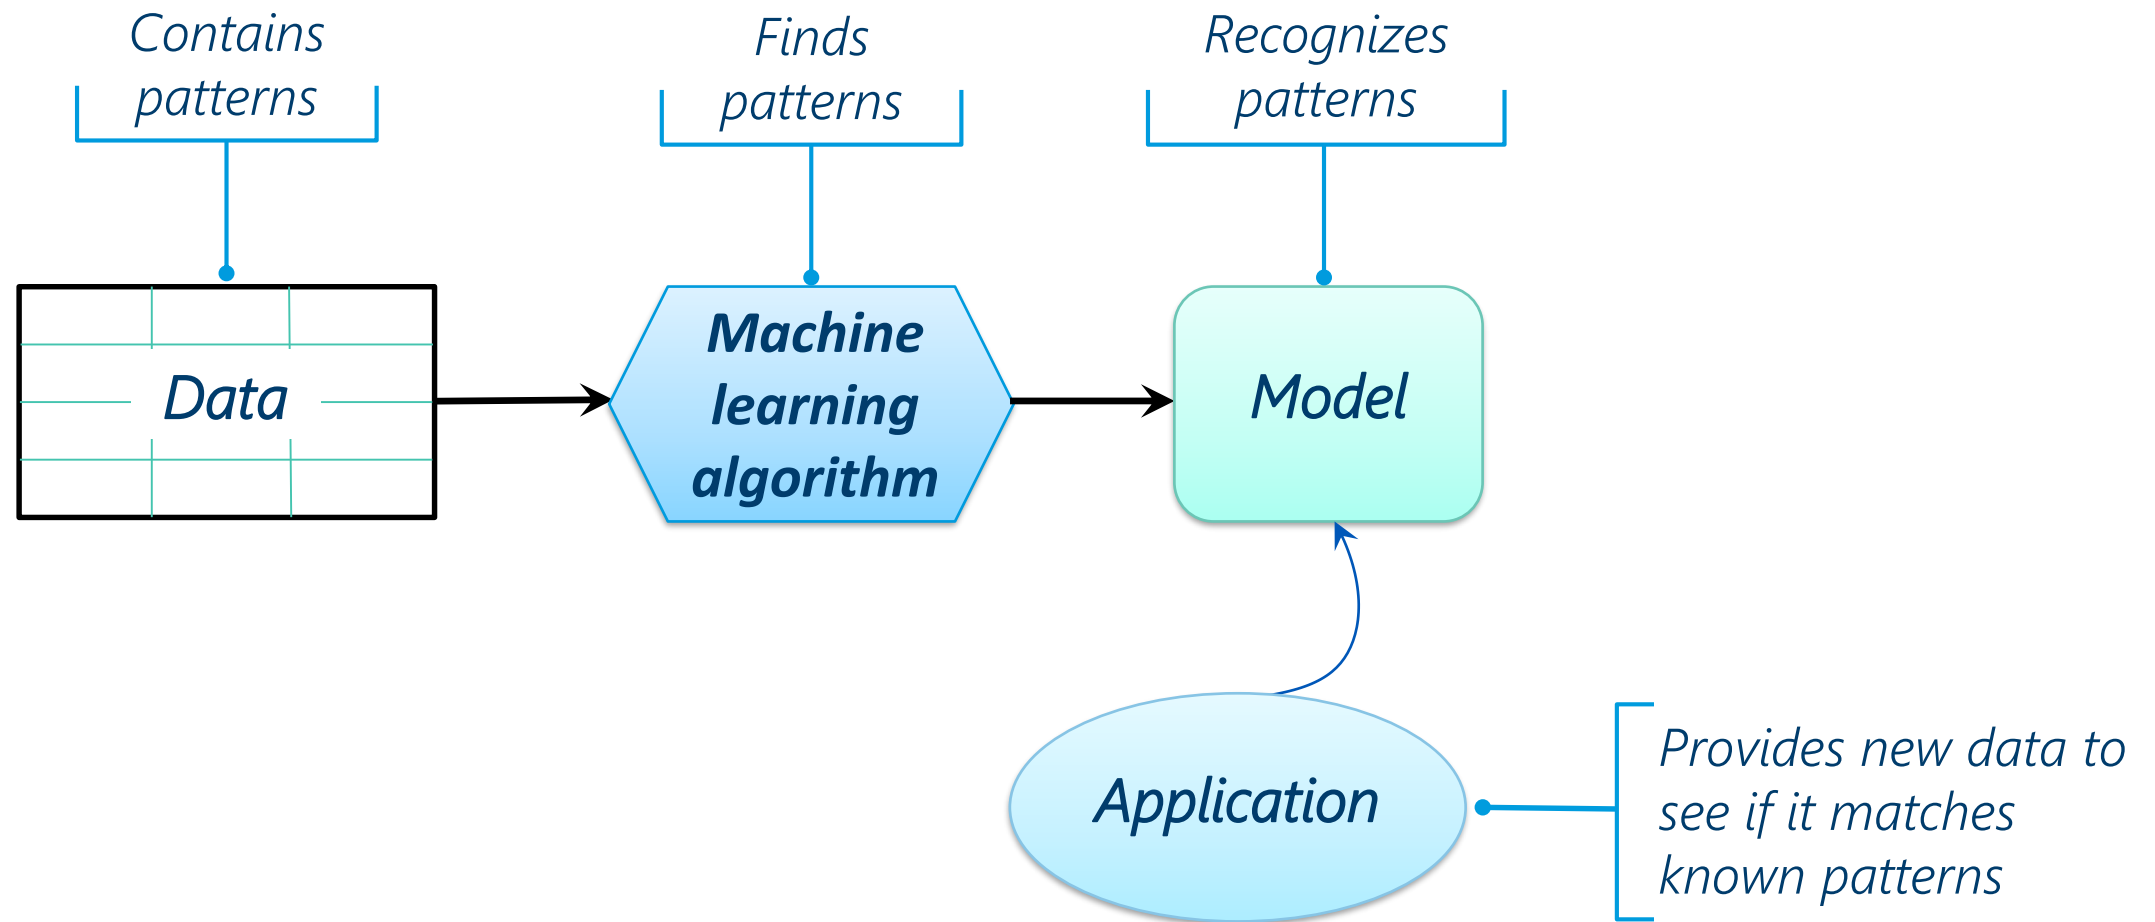 Contains
patterns
Finds
patterns
Recognizes
patterns
Data
Machine
learning
algorithm
Model
Application
Provides new data to
see if it matches
known patterns